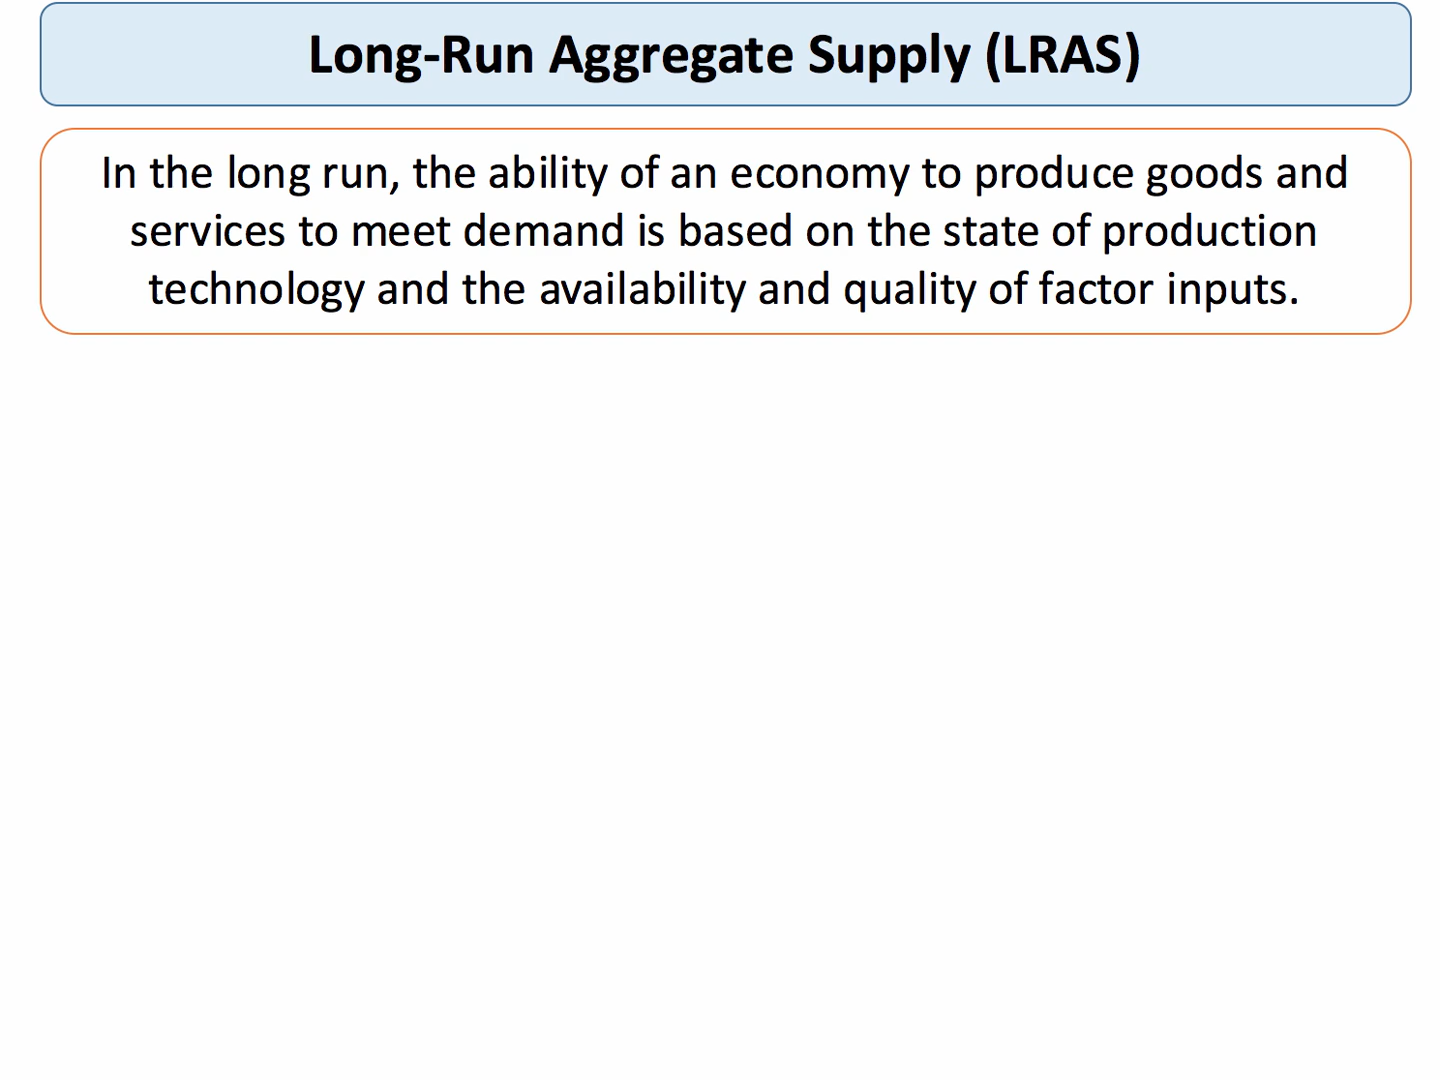 Long-Run Aggregate Supply (LRAS)
In the long run, the ability of an economy to produce goods and
services to meet demand is based on the state of production
technology and the availability and quality of factor inputs.